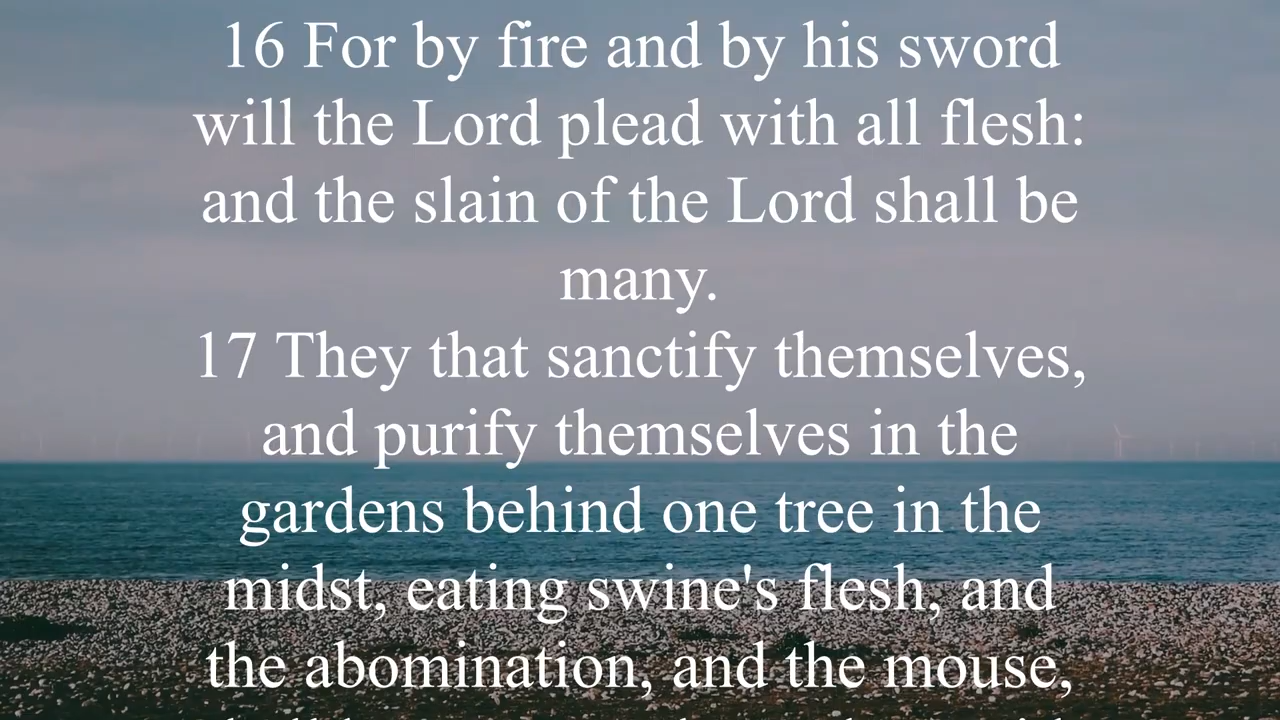 16 For by fire and by his sword
will the Lord plead with all flesh:
and the slain of the Lord shall be
many.
17 They that sanctify themselves,
and purify themselves in the
gardens behind one tree in the
midst, eating swine's flesh, and
the abomination, and the mouse,